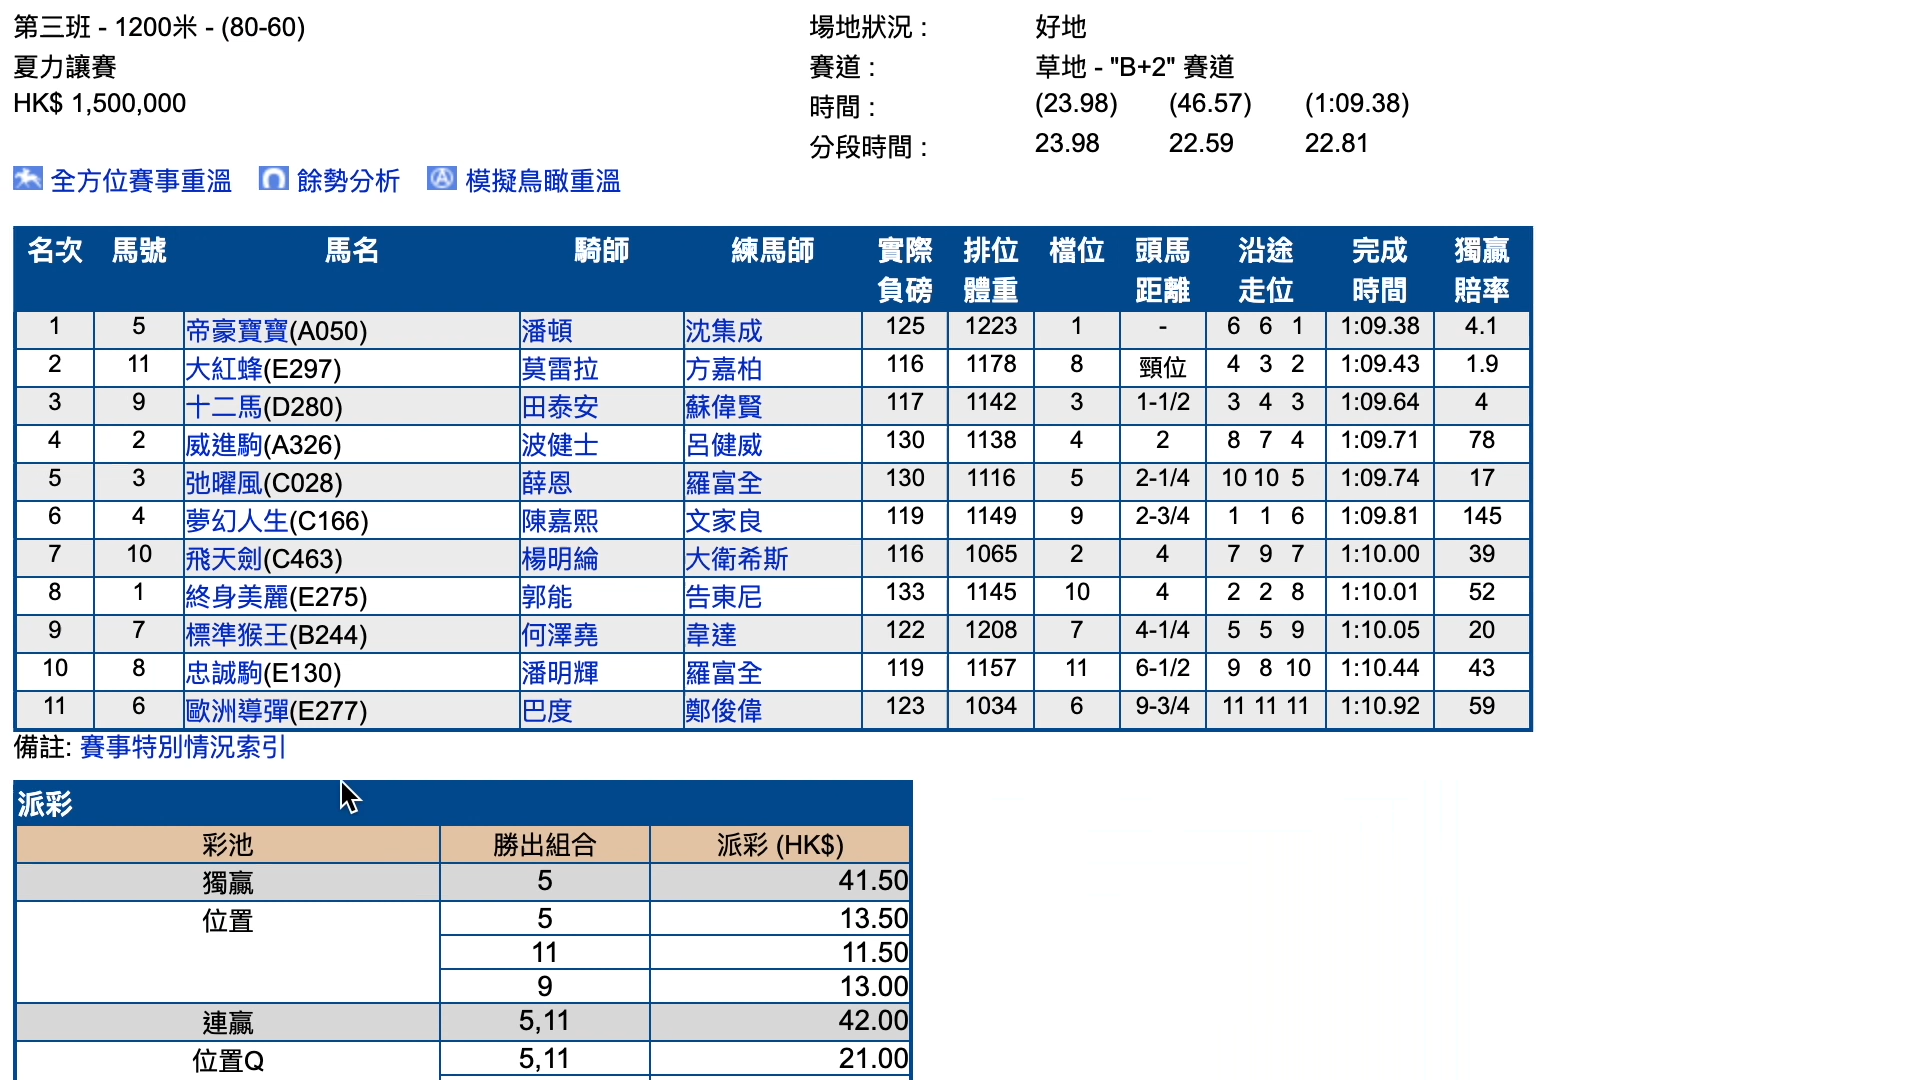 第三班 - 1200米 - (80-60)
場地狀況 :
好地
夏力讓賽
賽道 :
草地 - "B+2" 賽道
HK$ 1,500,000
時間 :
(23.98) (46.57) (1:09.38)
分段時間 :
23.98 22.59 22.81
全方位賽事重溫 餘勢分析 模擬鳥瞰重溫
名次 馬號 馬名 騎師 練馬師 實際負磅 排位體重 檔位 頭馬距離 沿途走位 完成時間 獨贏賠率
1 5 帝豪寶寶(A050) 潘頓 沈集成 125 1223 1 - 6 6 1 1:09.38 4.1
2 11 大紅蜂(E297) 莫雷拉 方嘉柏 116 1178 8 頸位 4 3 2 1:09.43 1.9
3 9 十二馬(D280) 田泰安 蘇偉賢 117 1142 3 1-1/2 3 4 3 1:09.64 4
4 2 威進駒(A326) 波健士 呂健威 130 1138 4 2 8 7 4 1:09.71 78
5 3 弛曜風(C028) 薛恩 羅富全 130 1116 5 2-1/4 10 10 5 1:09.74 17
6 4 夢幻人生(C166) 陳嘉熙 文家良 119 1149 9 2-3/4 1 1 6 1:09.81 145
7 10 飛天劍(C463) 楊明綸 大衛希斯 116 1065 2 4 7 9 7 1:10.00 39
8 1 終身美麗(E275) 郭能 告東尼 133 1145 10 4 2 2 8 1:10.01 52
9 7 標準猴王(B244) 何澤堯 韋達 122 1208 7 4-1/4 5 5 9 1:10.05 20
10 8 忠誠駒(E130) 潘明輝 羅富全 119 1157 11 6-1/2 9 8 10 1:10.44 43
11 6 歐洲導彈(E277) 巴度 鄭俊偉 123 1034 6 9-3/4 11 11 11 1:10.92 59
備註: 賽事特別情況索引
派彩
彩池 勝出組合 派彩 (HK$)
獨贏 5 41.50
位置 5 13.50
11 11.50
9 13.00
連贏 5,11 42.00
位置Q 5,11 21.00